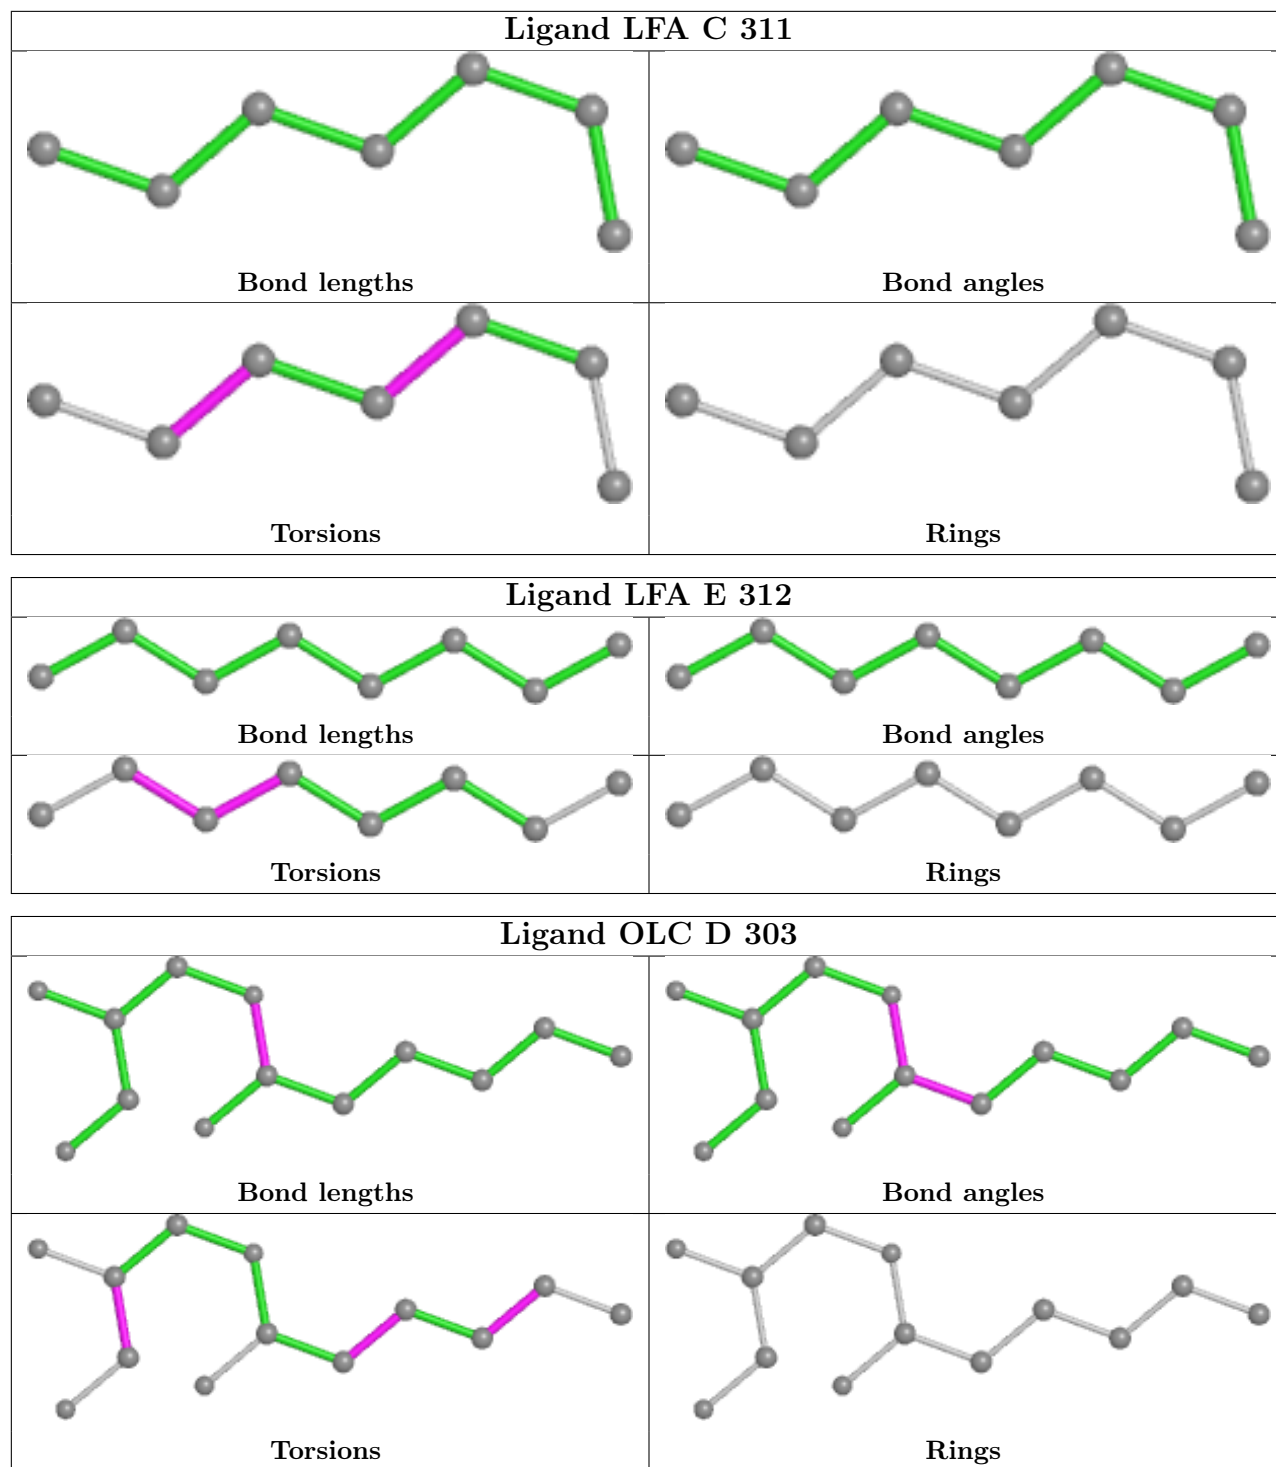 Ligand LFA C 311
Bond lengths
Bond angles
Torsions
Rings
Ligand LFA E 312
Bond lengths
Bond angles
Torsions
Rings
Ligand OLC D 303
Bond lengths
Bond angles
Torsions
Rings